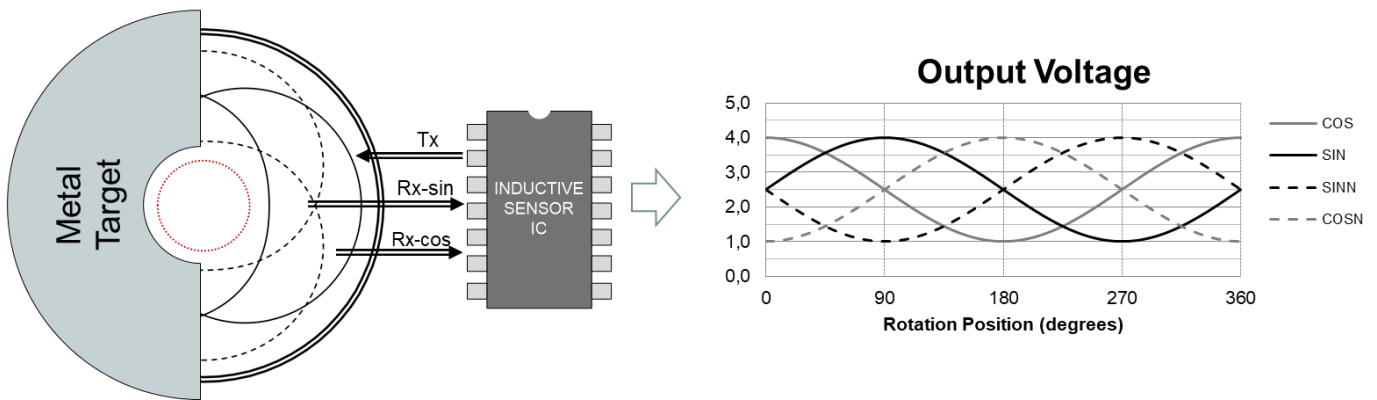 Metal
Target
Tx
Rx-sin
Rx-cos
INDUCTIVE
SENSOR
IC
Output Voltage
5,0
4,0
3,0
2,0
1,0
0,0
0
90
180
270
360
Rotation Position (degrees)
COS
SIN
SINN
COSN